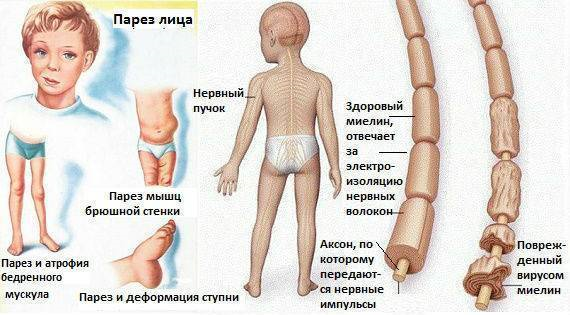 Парез лица
Нервный
пучок
Здоровый
миелин,
отвечает
за
электро-
изоляцию
нервных
волокон
Парез мышц
брюшной стенки
Парез и атрофия
бедренного
мускула
Парез и деформация ступни
Аксон, по
которому
передают-
ся нервные
импульсы
Повреж-
денный
вирусом
миелин